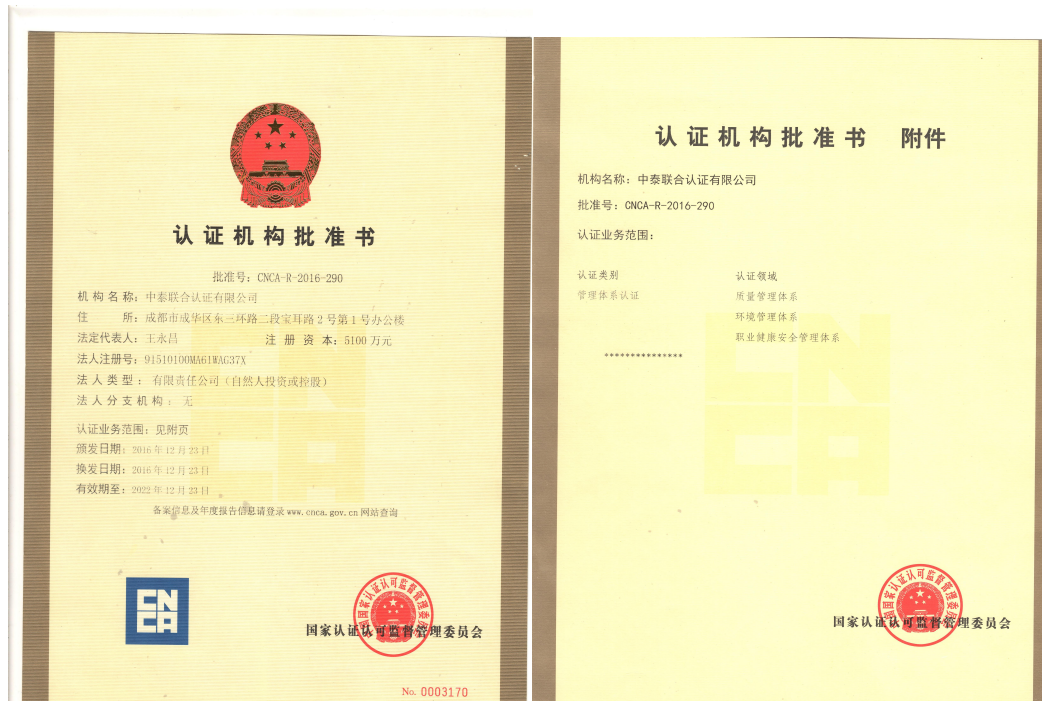 认证机构批准书
批准号：CNCA-R-2016-290
机构名称：中泰联合认证有限公司
住 所：成都市成华区东三环路二段宝耳路2号第1号办公楼
法定代表人：王永昌 注册资本：5100万元
法人注册号：91510100MA61WAG37X
法人类型：有限责任公司（自然人投资或控股）
法人分支机构：无
认证业务范围：见附页
颁发日期：2016年12月23日
换发日期：2016年12月23日
有效期至：2022年12月23日
备案信息及年度报告信息请登录www.cnca.gov.cn网站查询
CN
CA
国家认证认可监督管理委员会
No. 0003170
认证机构批准书 附件
机构名称：中泰联合认证有限公司
批准号：CNCA-R-2016-290
认证业务范围：
认证类别 认证领域
管理体系认证 质量管理体系
环境管理体系
职业健康安全管理体系
***************
国家认证认可监督管理委员会